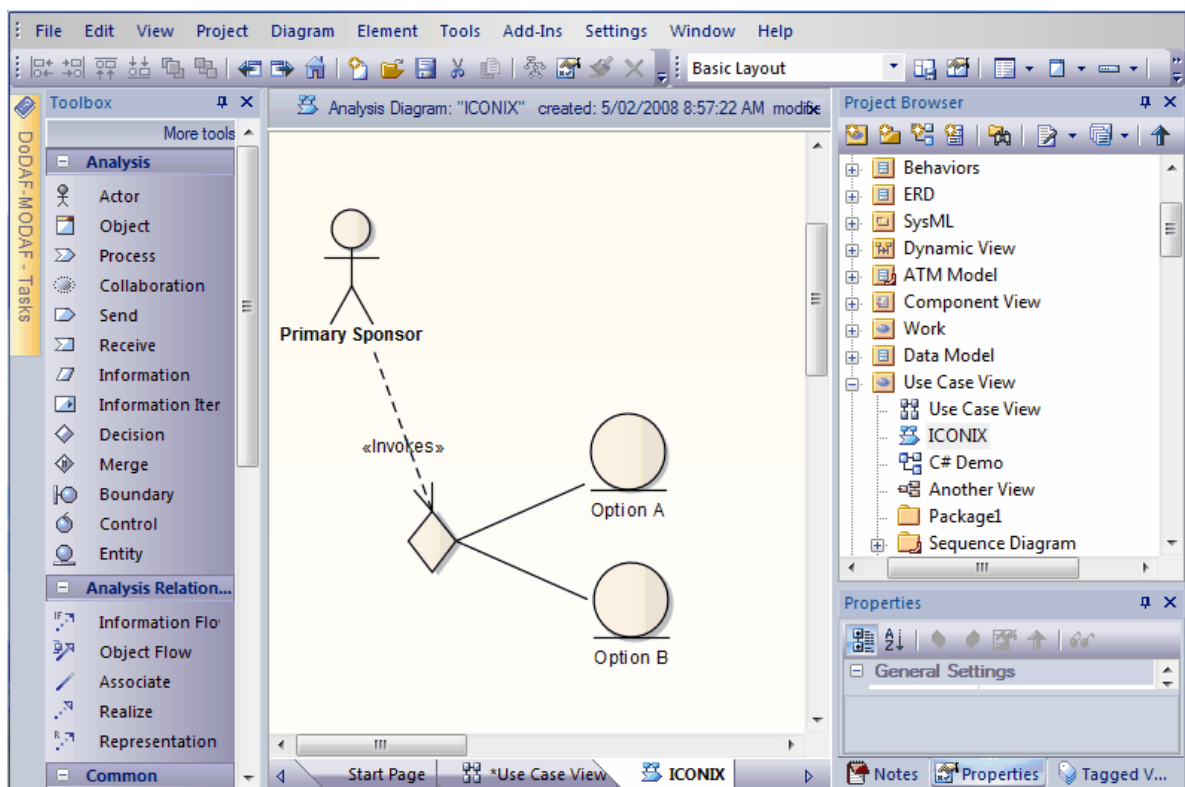 File Edit View Project Diagram Element Tools Add-Ins Settings Window Help
Basic Layout
DoDAF-MODAF - Tasks
Toolbox
More tools
Analysis
Actor
Object
Process
Collaboration
Send
Receive
Information
Information Iter
Decision
Merge
Boundary
Control
Entity
Analysis Relation...
Information Flo
Object Flow
Associate
Realize
Representation
Common
Analysis Diagram: "ICONIX" created: 5/02/2008 8:57:22 AM modifie
Primary Sponsor
«Invokes»
Option A
Option B
Start Page *Use Case View ICONIX
Project Browser
Behaviors
ERD
SysML
Dynamic View
ATM Model
Component View
Work
Data Model
Use Case View
Use Case View
ICONIX
C# Demo
Another View
Package1
Sequence Diagram
Properties
General Settings
Notes Properties Tagged V...